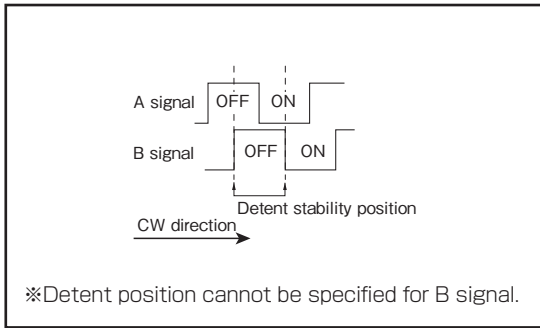 A signal OFF ON
B signal OFF ON
Detent stability position
CW direction
※Detent position cannot be specified for B signal.